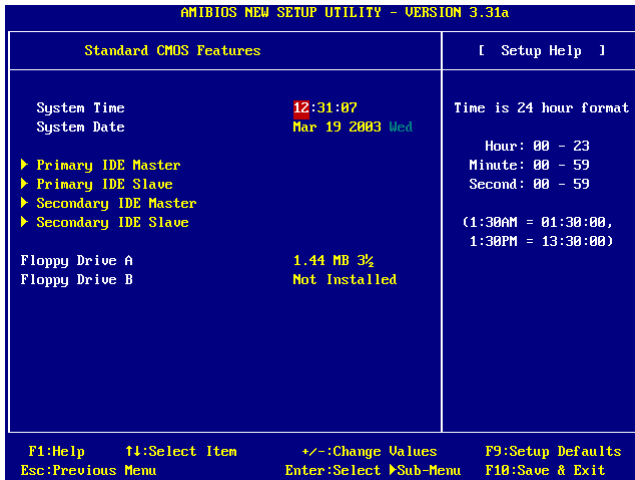 AMIBIOS NEW SETUP UTILITY - VERSION 3.31a
Standard CMOS Features
[ Setup Help ]
System Time 12:31:07
System Date Mar 19 2003 Wed
Primary IDE Master
Primary IDE Slave
Secondary IDE Master
Secondary IDE Slave
Floppy Drive A 1.44 MB 3½
Floppy Drive B Not Installed
Time is 24 hour format
Hour: 00 - 23
Minute: 00 - 59
Second: 00 - 59
(1:30AM = 01:30:00,
1:30PM = 13:30:00)
F1:Help ↑↓:Select Item +/-:Change Values F9:Setup Defaults
Esc:Previous Menu Enter:Select ▶Sub-Menu F10:Save & Exit